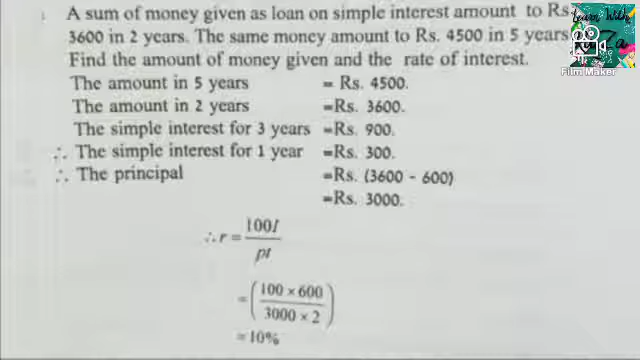 A sum of money given as loan on simple interest amount to Rs.
3600 in 2 years. The same money amount to Rs. 4500 in 5 years
Find the amount of money given and the rate of interest.
The amount in 5 years = Rs. 4500.
The amount in 2 years =Rs. 3600.
The simple interest for 3 years =Rs. 900.
∴ The simple interest for 1 year =Rs. 300.
∴ The principal =Rs. (3600 - 600)
=Rs. 3000.
∴ r = 100I / pt
= (100 × 600 / 3000 × 2)
= 10%
Learn With
Film Maker